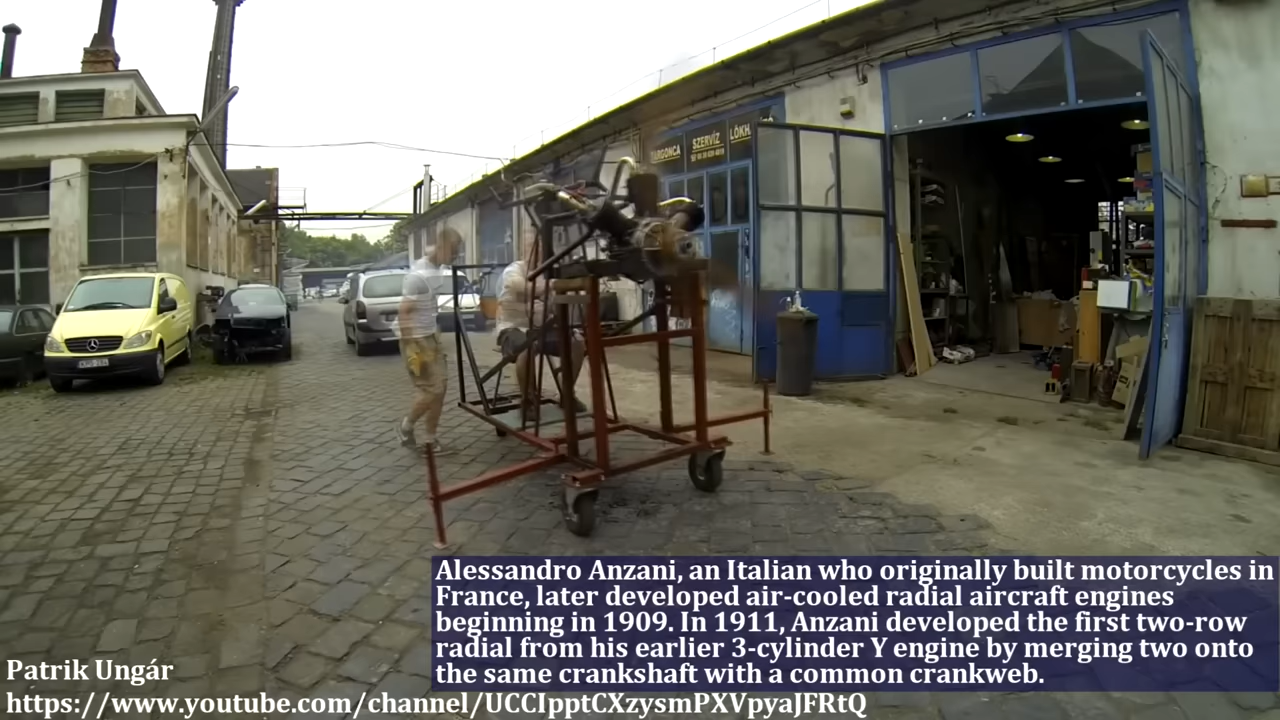 TARGONCA SZERVÍZ
Alessandro Anzani, an Italian who originally built motorcycles in
France, later developed air-cooled radial aircraft engines
beginning in 1909. In 1911, Anzani developed the first two-row
radial from his earlier 3-cylinder Y engine by merging two onto
the same crankshaft with a common crankweb.
Patrik Ungár
https://www.youtube.com/channel/UCCIpptCXzysmPXVpyaJFRtQ